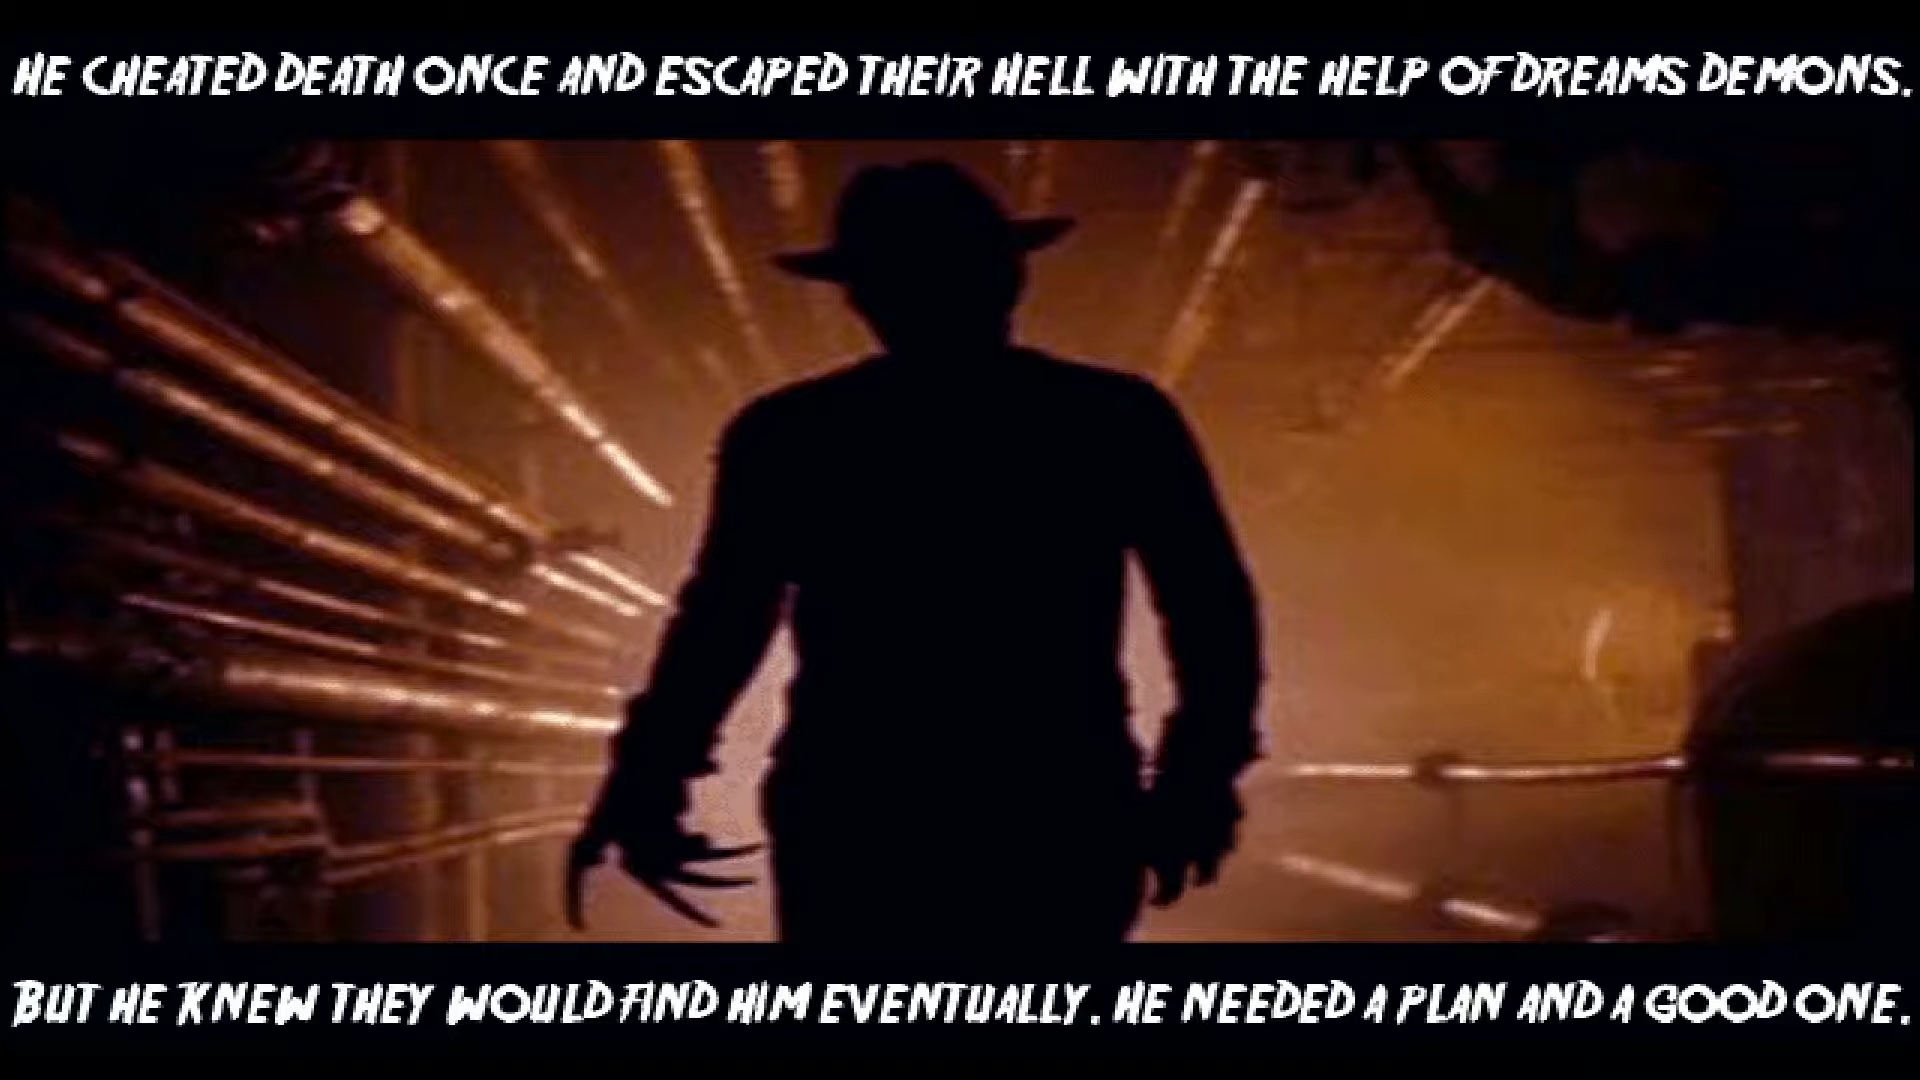 HE CHEATED DEATH ONCE AND ESCAPED THEIR HELL WITH THE HELP OF DREAMS DEMONS.
BUT HE KNEW THEY WOULD FIND HIM EVENTUALLY. HE NEEDED A PLAN AND A GOOD ONE.